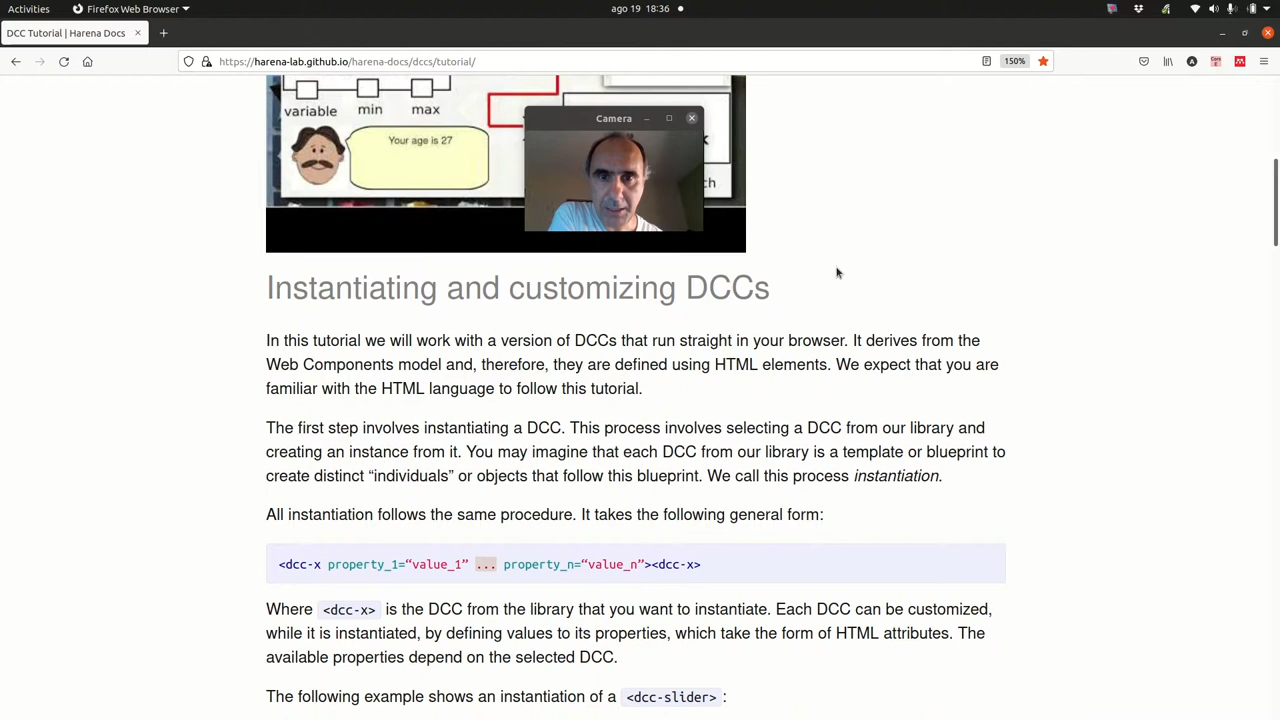 Activities
Firefox Web Browser
ago 19 18:36
DCC Tutorial | Harena Docs
https://harena-lab.github.io/harena-docs/dccs/tutorial/
150%
variable min max
Your age is 27
Camera
Instantiating and customizing DCCs
In this tutorial we will work with a version of DCCs that run straight in your browser. It derives from the
Web Components model and, therefore, they are defined using HTML elements. We expect that you are
familiar with the HTML language to follow this tutorial.
The first step involves instantiating a DCC. This process involves selecting a DCC from our library and
creating an instance from it. You may imagine that each DCC from our library is a template or blueprint to
create distinct “individuals” or objects that follow this blueprint. We call this process instantiation.
All instantiation follows the same procedure. It takes the following general form:
<dcc-x property_1=“value_1” ... property_n=“value_n”><dcc-x>
Where <dcc-x> is the DCC from the library that you want to instantiate. Each DCC can be customized,
while it is instantiated, by defining values to its properties, which take the form of HTML attributes. The
available properties depend on the selected DCC.
The following example shows an instantiation of a <dcc-slider>: